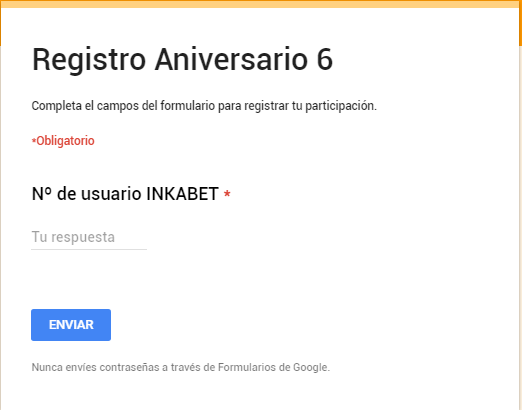 Registro Aniversario 6
Completa el campos del formulario para registrar tu participación.
*Obligatorio
Nº de usuario INKABET *
Tu respuesta
ENVIAR
Nunca envíes contraseñas a través de Formularios de Google.